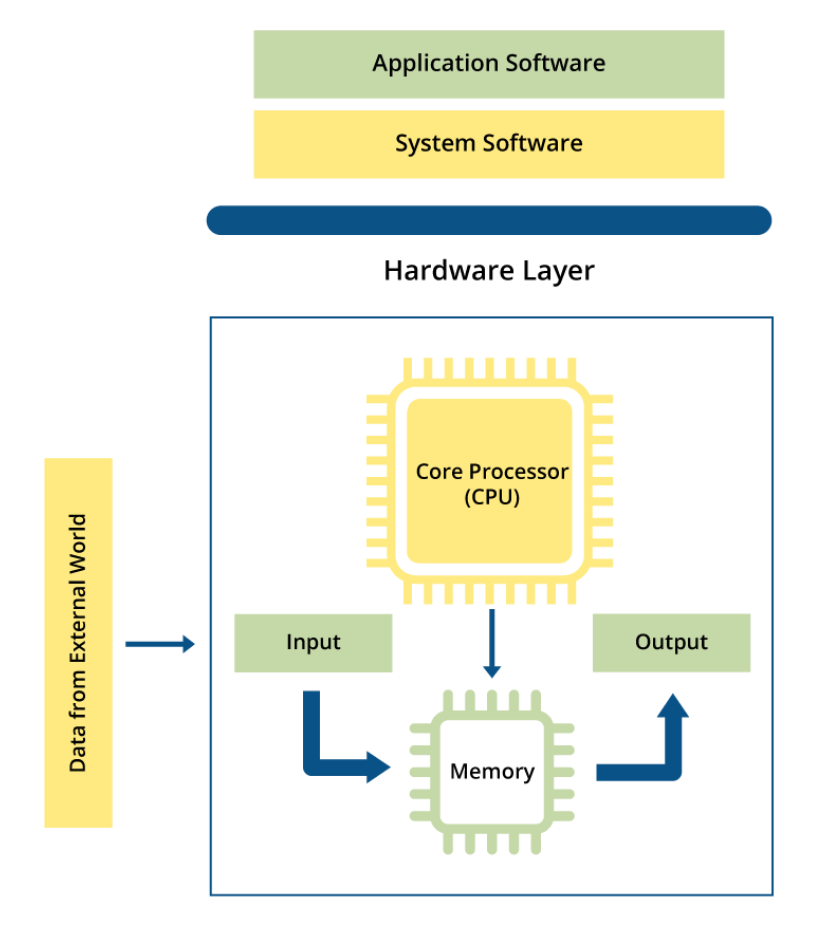 Application Software
System Software
Hardware Layer
Core Processor
(CPU)
Data from External World
Input
Output
Memory